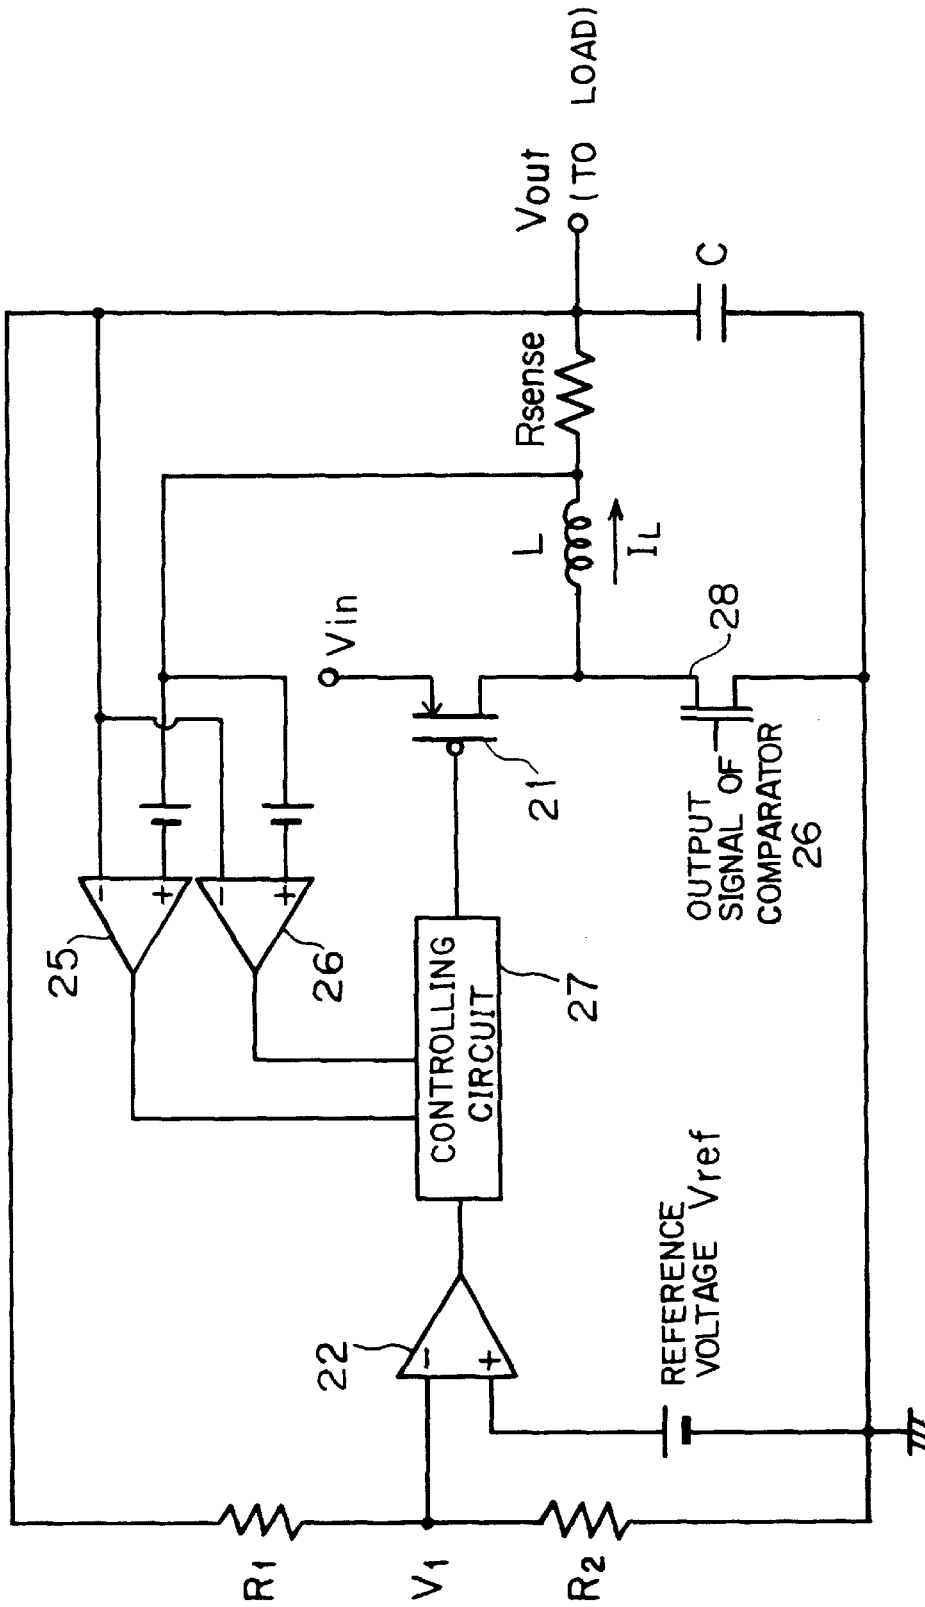 Vout
(TO LOAD)
C
Rsense
L
IL
Vin
28
21
OUTPUT
SIGNAL OF
COMPARATOR
26
-
+
25
-
+
26
CONTROLLING
CIRCUIT
27
22
-
+
REFERENCE
VOLTAGE Vref
R1
V1
R2